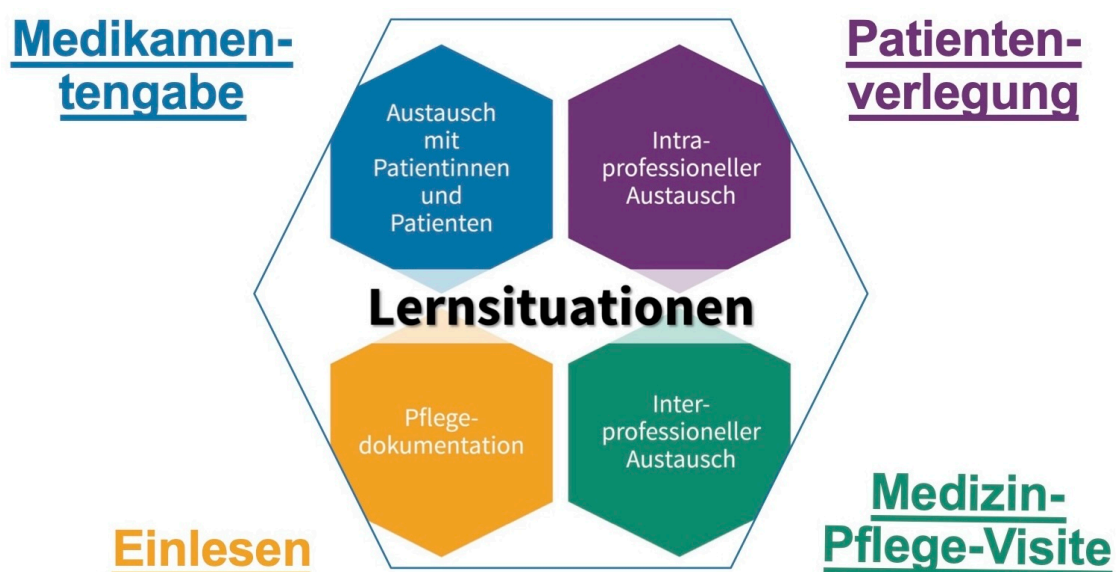 Medikamen-
tengabe
Patienten-
verlegung
Austausch
mit
Patientinnen
und
Patienten
Intra-
professioneller
Austausch
Lernsituationen
Pflege-
dokumentation
Inter-
professioneller
Austausch
Einlesen
Medizin-
Pflege-Visite